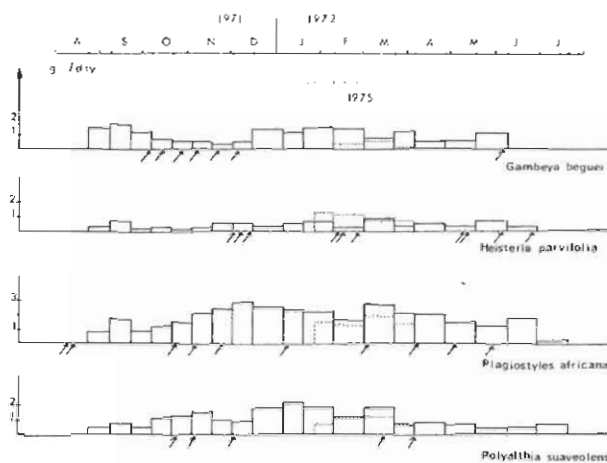 1971 1972
A S O N D J F M A M J J
g /day
1975
2
1
Gambeya beguei
2
1
Heisteria parvifolia
3
1
Plagiostyles africana
2
1
Polyalthia suaveolens